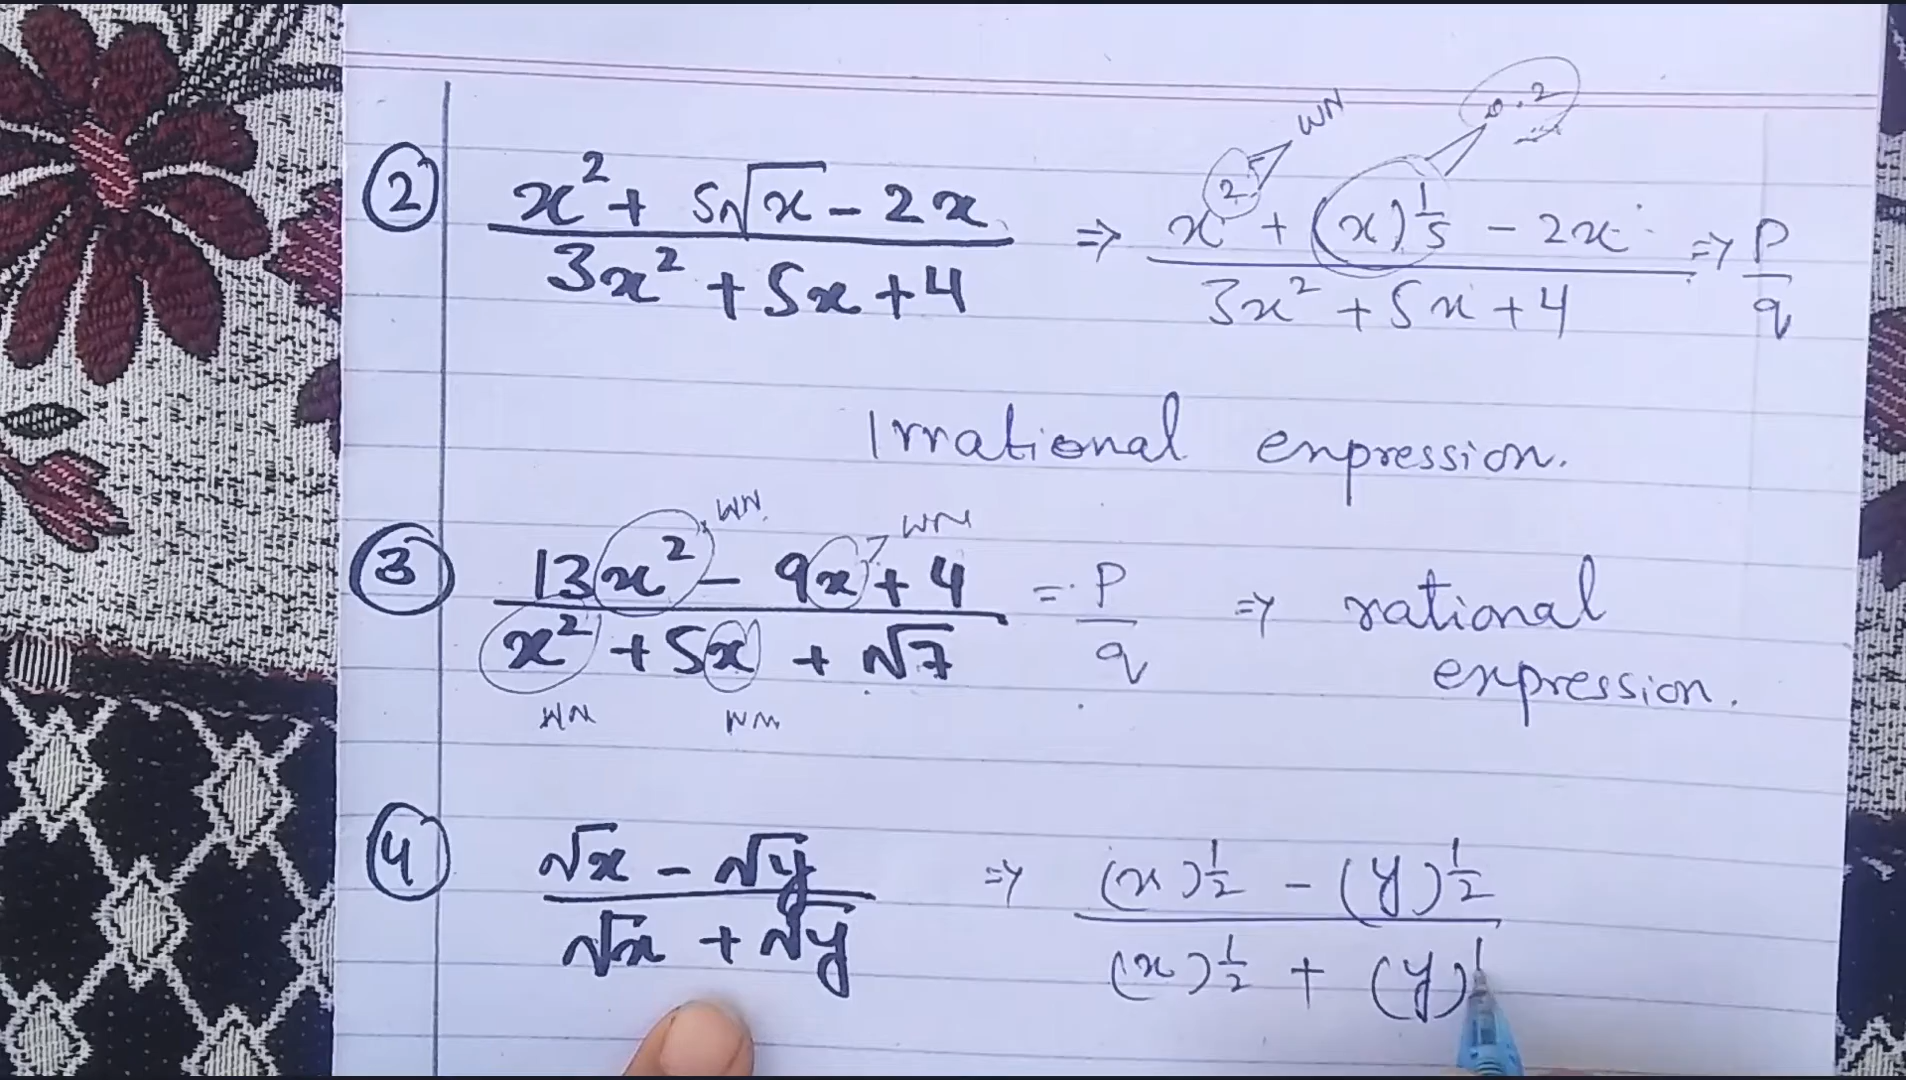 ② x² + 5√x - 2x / 3x² + 5x + 4 ⇒ x² + (x)^1/5 - 2x / 3x² + 5x + 4 ⇒ P/q
WN 0.2
Irrational expression.
③ 13x² - 9x + 4 / x² + 5x + √7 = P/q ⇒ rational
expression.
WN WN
WN WN
④ √x - √y / √x + √y ⇒ (x)^1/2 - (y)^1/2 / (x)^1/2 + (y)^1